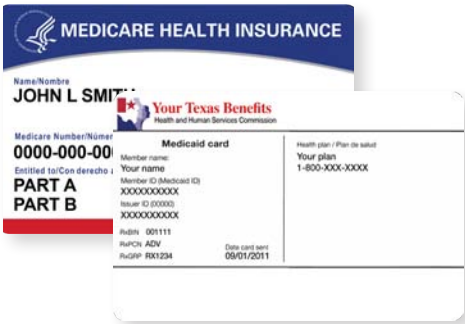 MEDICARE HEALTH INSURANCE
Name/Nombre
JOHN L SMITH
Medicare Number/Númer
0000-000-00
Entitled to/Con derecho a
PART A
PART B
Your Texas Benefits
Health and Human Services Commission
Medicaid card
Member name:
Your name
Member ID (Medicaid ID)
XXXXXXXXXX
Issuer ID (00000)
XXXXXXXXXX
RxBIN 001111
RxPCN ADV
RxGRP RX1234
Date card sent
09/01/2011
Health plan / Plan de salud
Your plan
1-800-XXX-XXXX